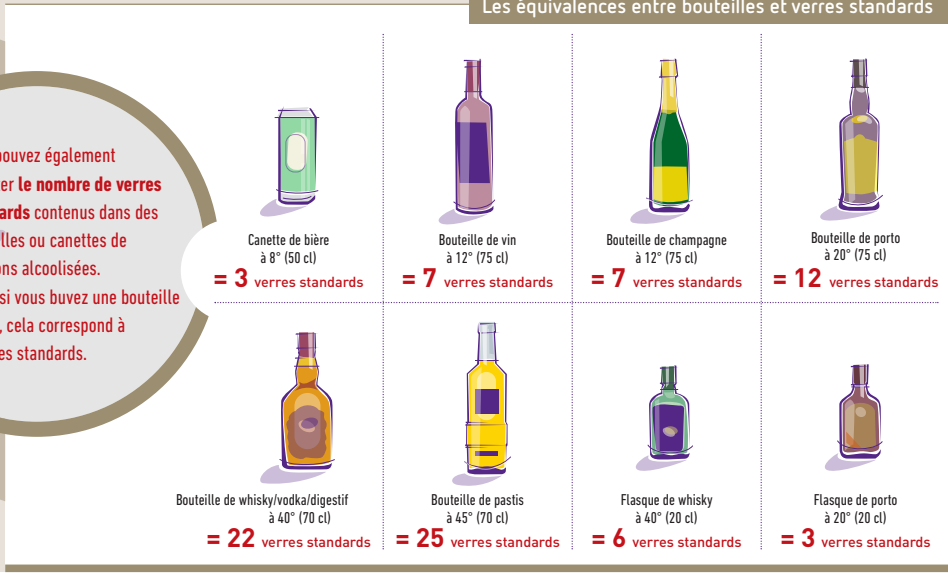 Les équivalences entre bouteilles et verres standards
pouvez également
le nombre de verres
contenus dans des
ou canettes de
alcoolisées.
si vous buvez une bouteille
, cela correspond à
standards.
Canette de bière
à 8° (50 cl)
= 3 verres standards
Bouteille de vin
à 12° (75 cl)
= 7 verres standards
Bouteille de champagne
à 12° (75 cl)
= 7 verres standards
Bouteille de porto
à 20° (75 cl)
= 12 verres standards
Bouteille de whisky/vodka/digestif
à 40° (70 cl)
= 22 verres standards
Bouteille de pastis
à 45° (70 cl)
= 25 verres standards
Flasque de whisky
à 40° (20 cl)
= 6 verres standards
Flasque de porto
à 20° (20 cl)
= 3 verres standards